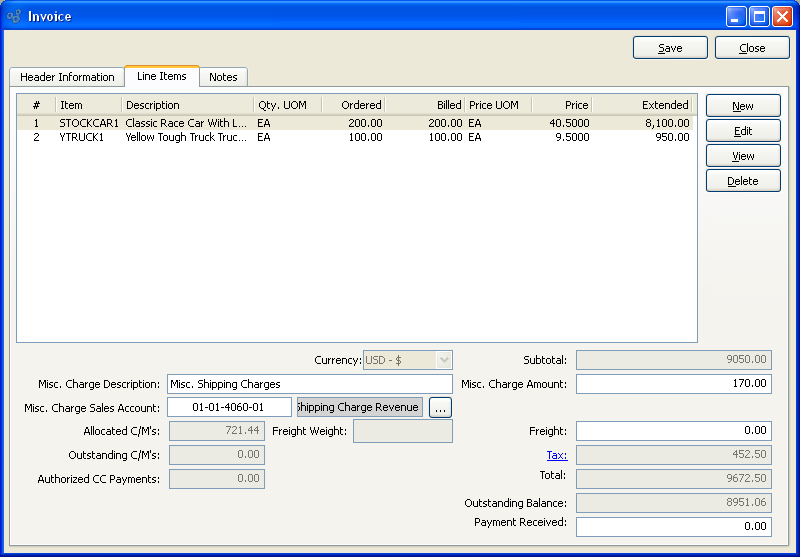 Invoice
Save Close
Header Information Line Items Notes
# Item Description Qty. UOM Ordered Billed Price UOM Price Extended
1 STOCKCAR1 Classic Race Car With L... EA 200.00 200.00 EA 40.5000 8,100.00
2 YTRUCK1 Yellow Tough Truck Truc... EA 100.00 100.00 EA 9.5000 950.00
New
Edit
View
Delete
Currency: USD - $ Subtotal: 9050.00
Misc. Charge Description: Misc. Shipping Charges Misc. Charge Amount: 170.00
Misc. Charge Sales Account: 01-01-4060-01 Shipping Charge Revenue ...
Allocated C/M's: 721.44 Freight Weight: Freight: 0.00
Outstanding C/M's: 0.00 Tax: 452.50
Authorized CC Payments: 0.00 Total: 9672.50
Outstanding Balance: 8951.06
Payment Received: 0.00